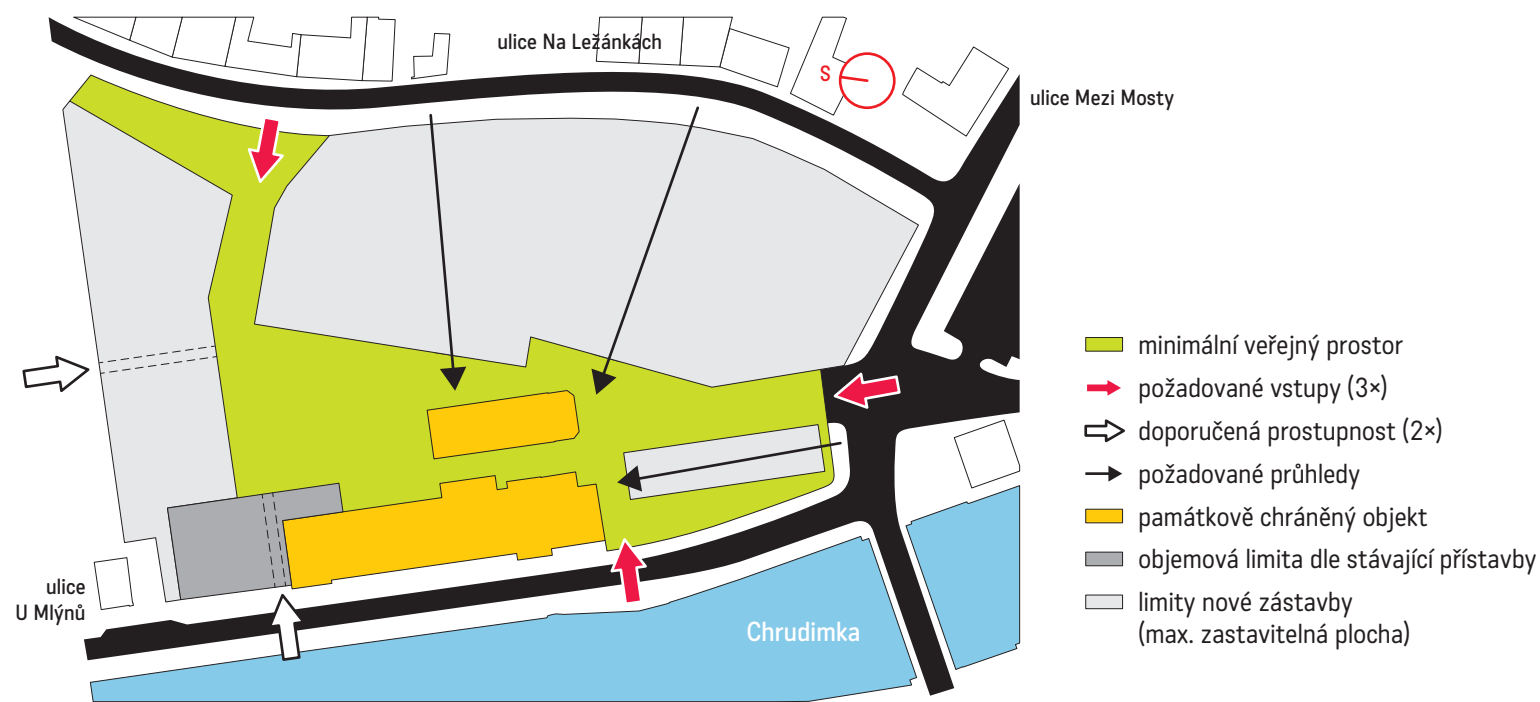 ulice Na Ležánkách
S
ulice Mezi Mosty
minimální veřejný prostor
požadované vstupy (3×)
doporučená prostupnost (2×)
požadované průhledy
památkově chráněný objekt
objemová limita dle stávající přístavby
limity nové zástavby
(max. zastavitelná plocha)
ulice
U Mlýnů
Chrudimka